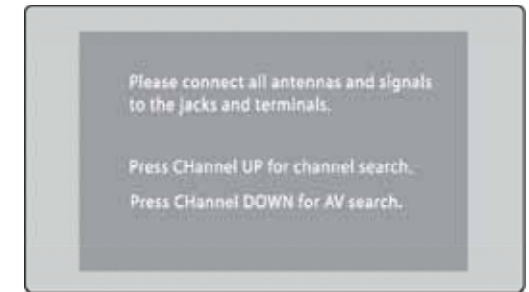 Please connect all antennas and signals
to the jacks and terminals.
Press CHannel UP for channel search.
Press CHannel DOWN for AV search.